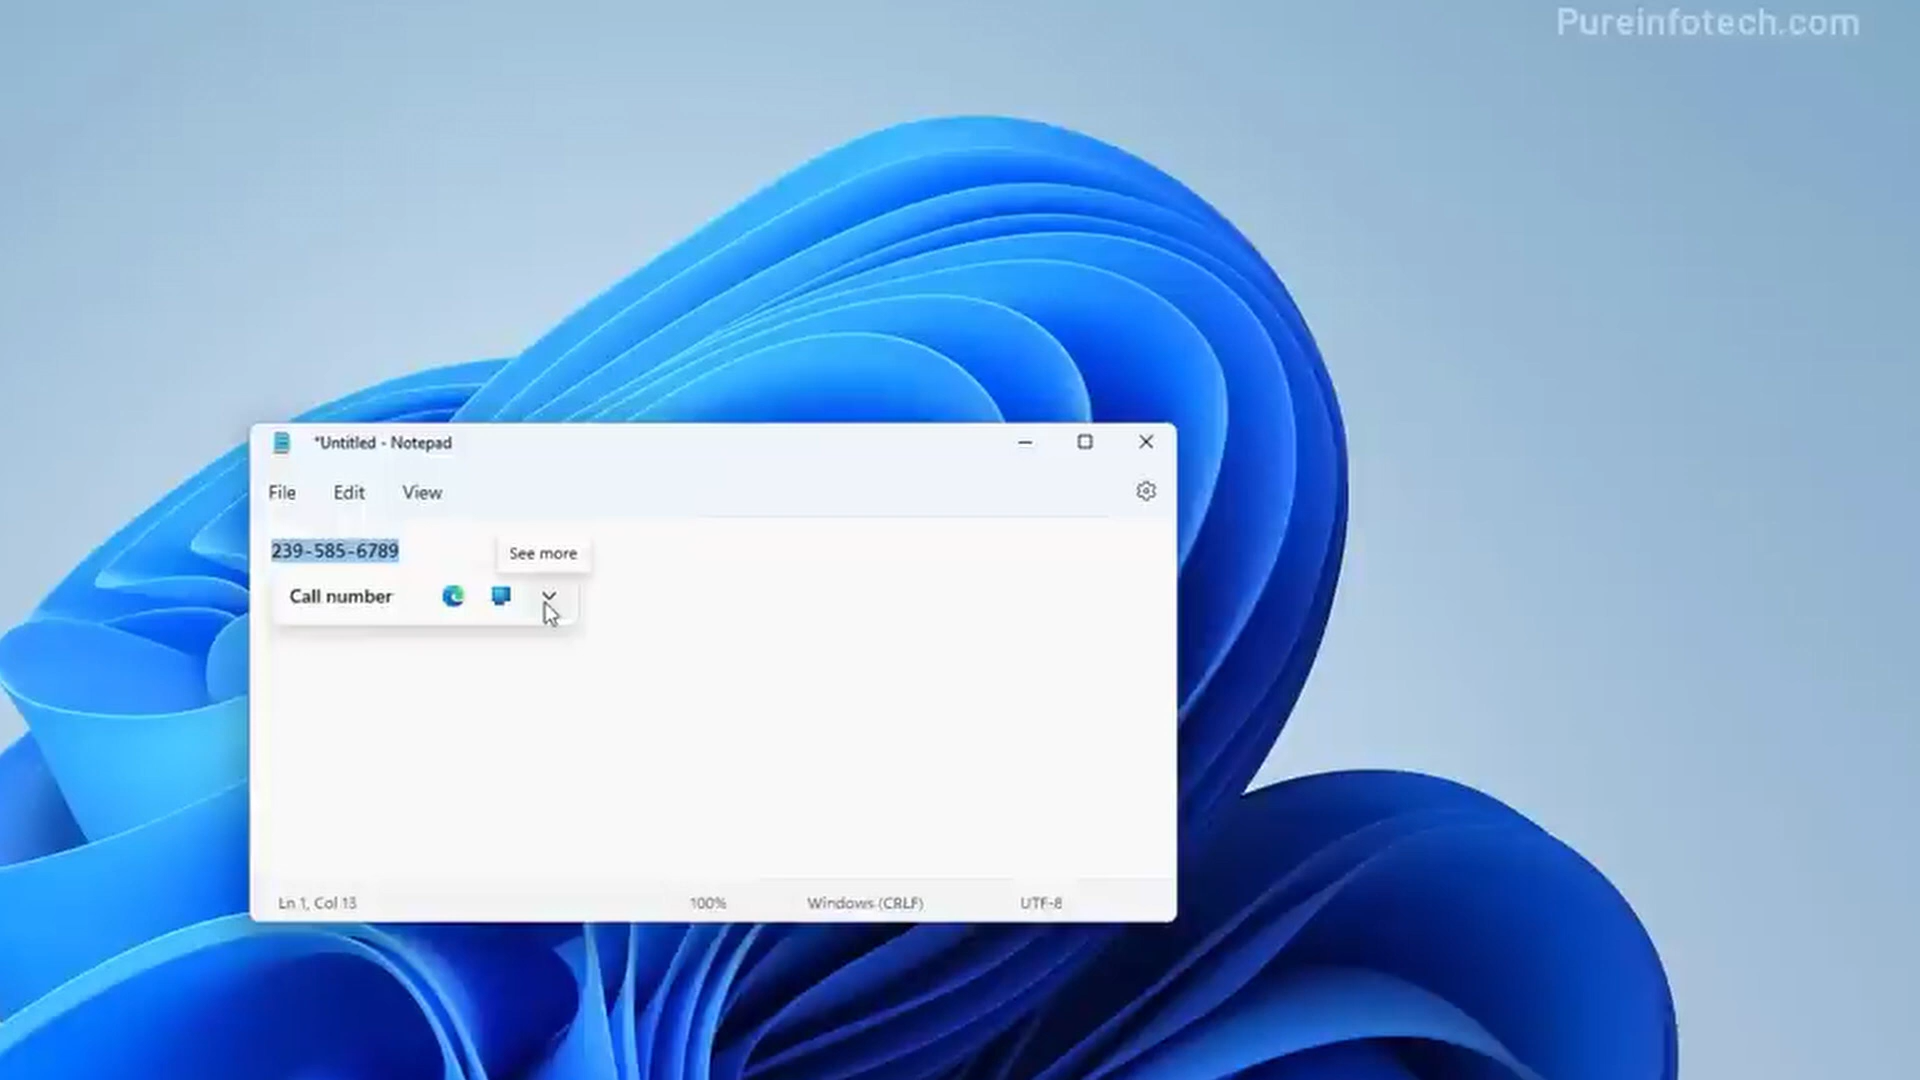 Pureinfotech.com
*Untitled - Notepad
File Edit View
239-585-6789
See more
Call number
Ln 1, Col 13 100% Windows (CRLF) UTF-8